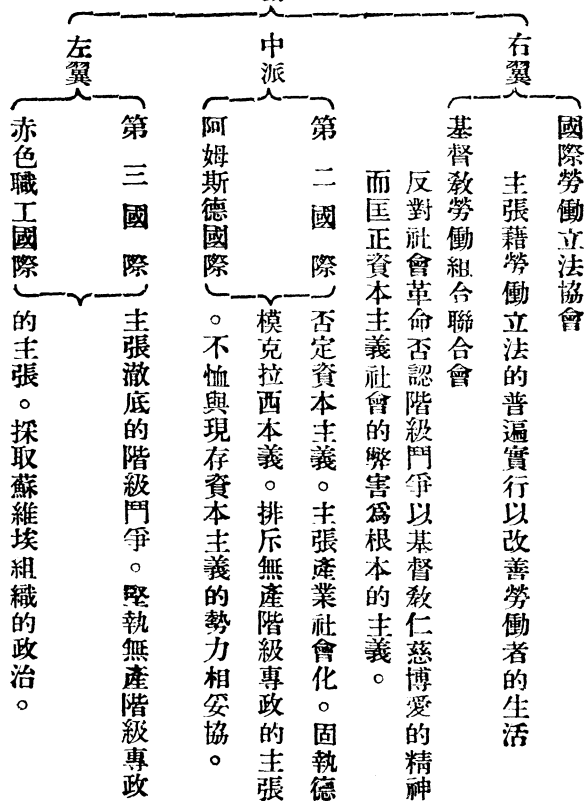 右翼
國際勞働立法協會
主張藉勞働立法的普遍實行以改善勞働者的生活
基督敎勞働組合聯合會
反對社會革命否認階級鬥爭以基督敎仁慈博愛的精神
而匡正資本主義社會的弊害爲根本的主義。
中派
第二國際
阿姆斯德國際
否定資本主義。主張產業社會化。固執德
模克拉西本義。排斥無產階級專政的主張
。不恤與現存資本主義的勢力相妥協。
左翼
第三國際
赤色職工國際
主張澈底的階級鬥爭。堅執無產階級專政
的主張。採取蘇維埃組織的政治。